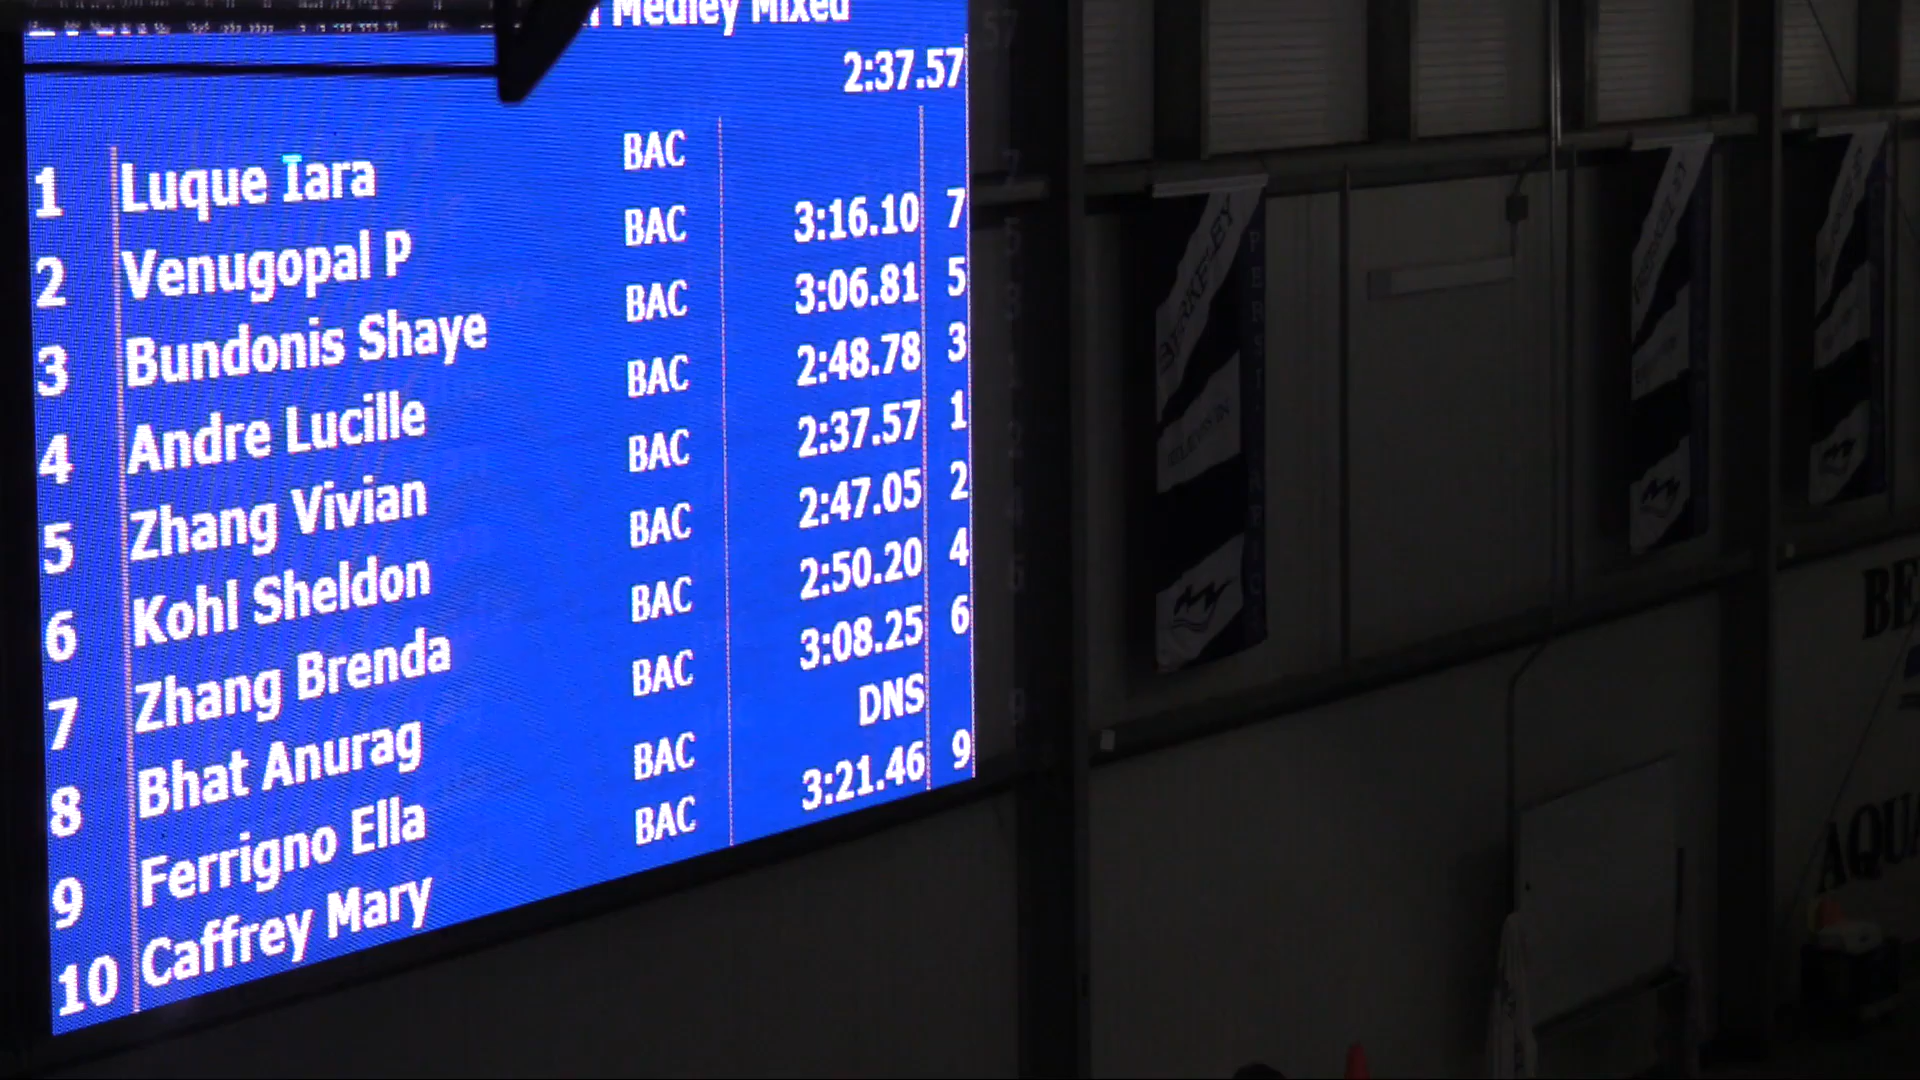 Medley Mixed
2:37.57
1 Luque Iara BAC
2 Venugopal P BAC 3:16.10 7
3 Bundonis Shaye BAC 3:06.81 5
4 Andre Lucille BAC 2:48.78 3
5 Zhang Vivian BAC 2:37.57 1
6 Kohl Sheldon BAC 2:47.05 2
7 Zhang Brenda BAC 2:50.20 4
8 Bhat Anurag BAC 3:08.25 6
9 Ferrigno Ella BAC DNS
10 Caffrey Mary BAC 3:21.46 9
BERKELEY
BE
AQUA